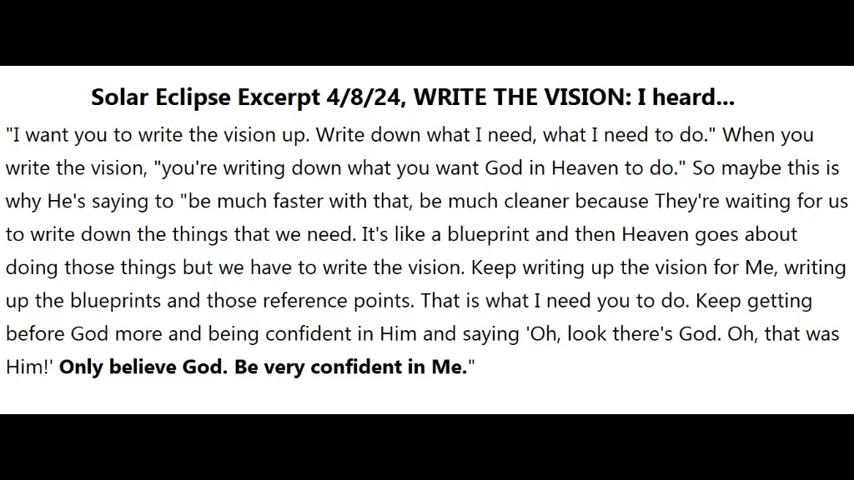 Solar Eclipse Excerpt 4/8/24, WRITE THE VISION: I heard...
"I want you to write the vision up. Write down what I need, what I need to do." When you
write the vision, "you're writing down what you want God in Heaven to do." So maybe this is
why He's saying to "be much faster with that, be much cleaner because They're waiting for us
to write down the things that we need. It's like a blueprint and then Heaven goes about
doing those things but we have to write the vision. Keep writing up the vision for Me, writing
up the blueprints and those reference points. That is what I need you to do. Keep getting
before God more and being confident in Him and saying 'Oh, look there's God. Oh, that was
Him!' Only believe God. Be very confident in Me."